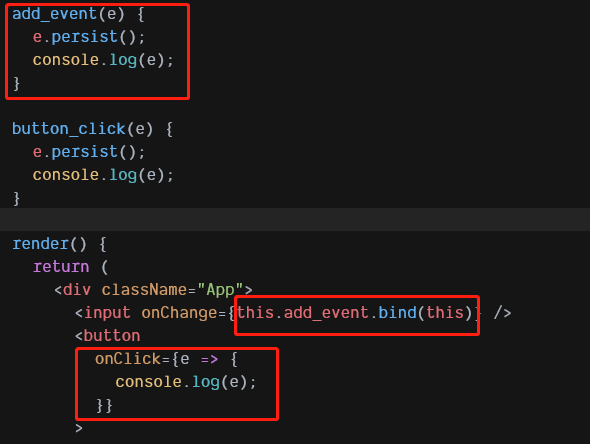 add_event(e) {
e.persist();
console.log(e);
}
button_click(e) {
e.persist();
console.log(e);
}
render() {
return (
<div className="App">
<input onChange={this.add_event.bind(this)} />
<button
onClick={e => {
console.log(e);
}}
>